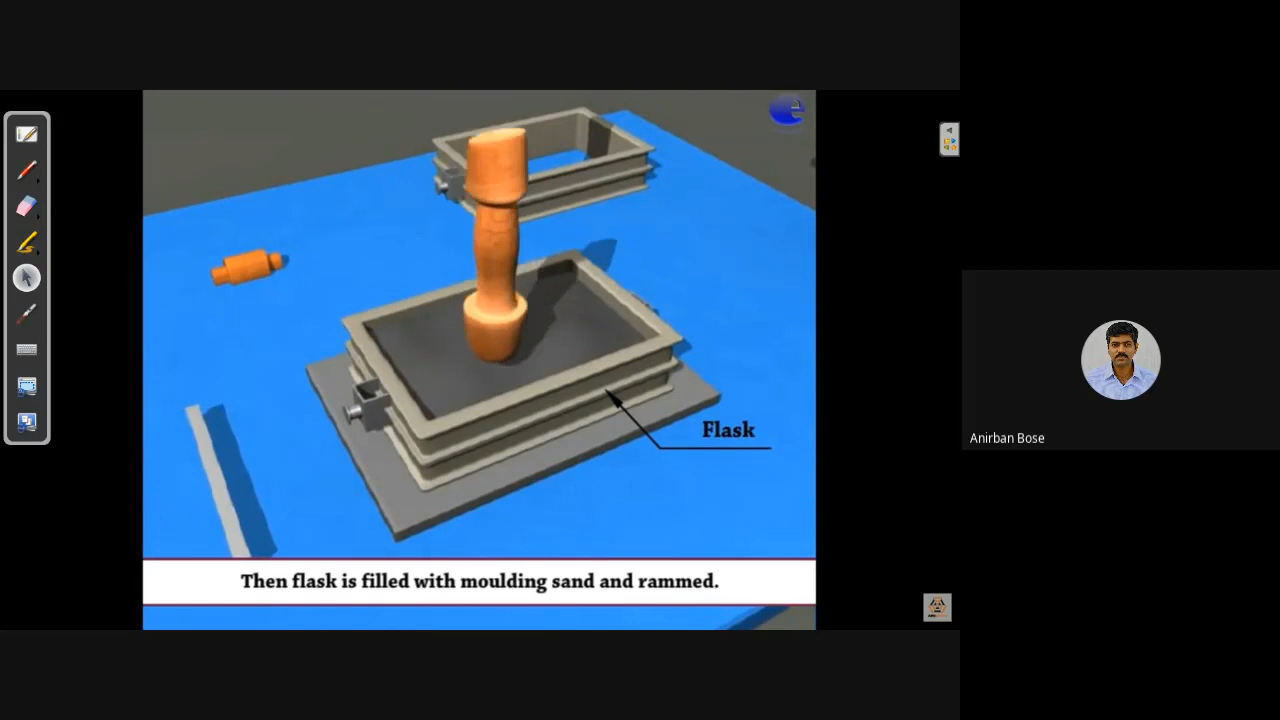 Flask
Anirban Bose
Then flask is filled with moulding sand and rammed.